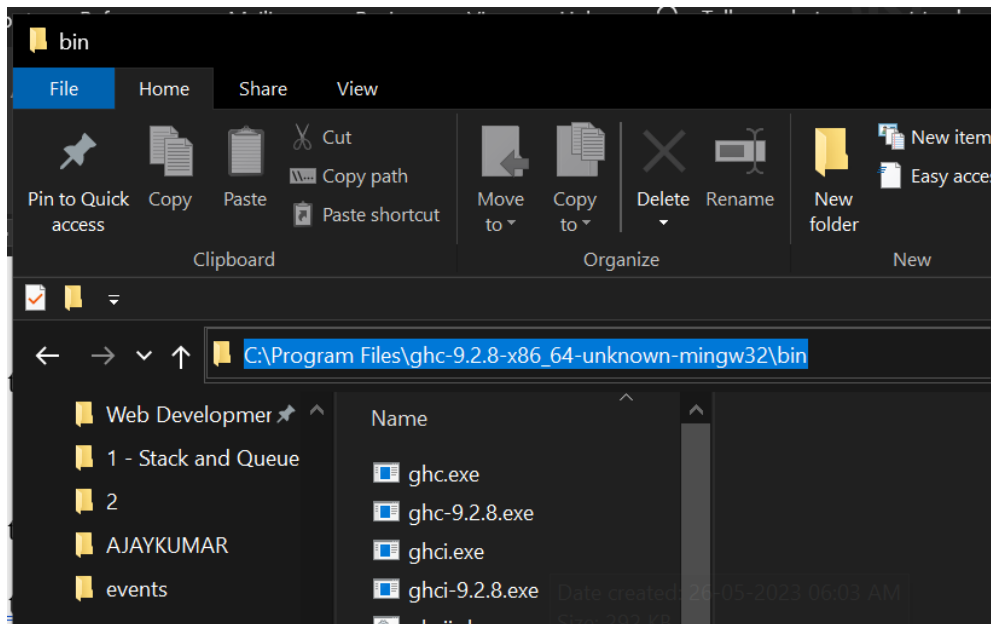 bin
File Home Share View
Pin to Quick access
Copy
Paste
Cut
Copy path
Paste shortcut
Clipboard
Move to
Copy to
Delete
Rename
Organize
New folder
New item
Easy
New
C:\Program Files\ghc-9.2.8-x86_64-unknown-mingw32\bin
Web Developmer
1 - Stack and Queue
2
AJAYKUMAR
events
Name
ghc.exe
ghc-9.2.8.exe
ghci.exe
ghci-9.2.8.exe
Date created: 26-05-2023 06:03 AM
Size: 292 KB